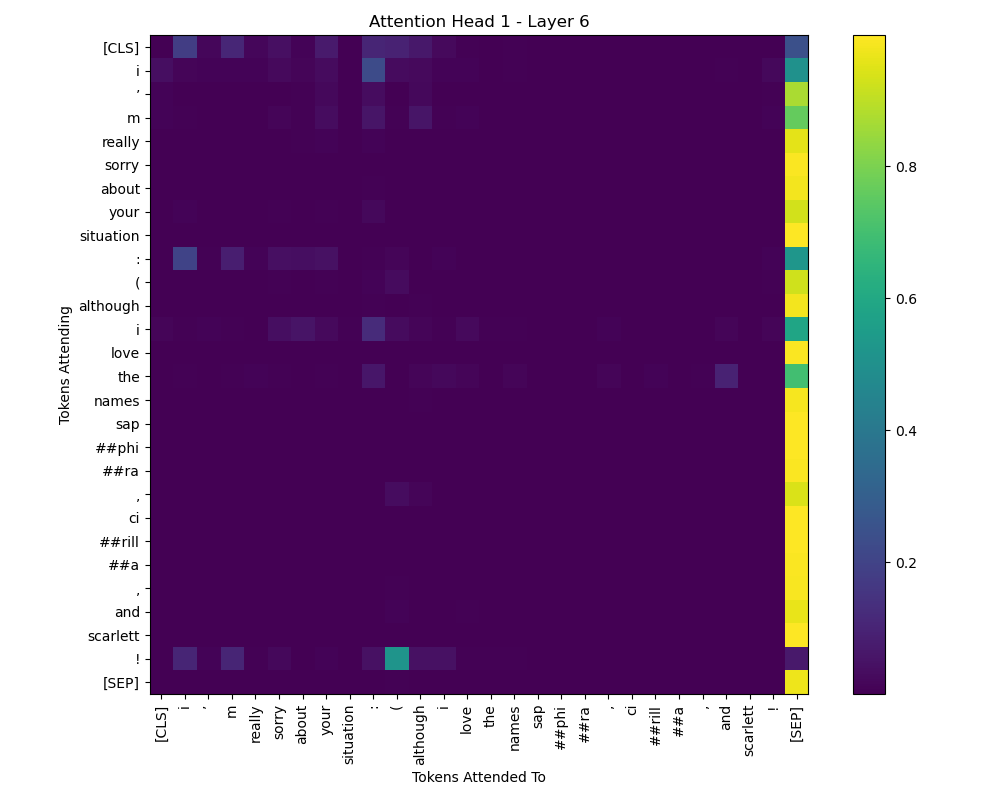 Attention Head 1 - Layer 6
Tokens Attending
[CLS]
i
’
m
really
sorry
about
your
situation
:
(
although
i
love
the
names
sap
##phi
##ra
,
ci
##rill
##a
,
and
scarlett
!
[SEP]
0.8
0.6
0.4
0.2
[CLS]
i
’
m
really
sorry
about
your
situation
:
(
although
i
love
the
names
sap
##phi
##ra
,
ci
##rill
##a
,
and
scarlett
!
[SEP]
Tokens Attended To